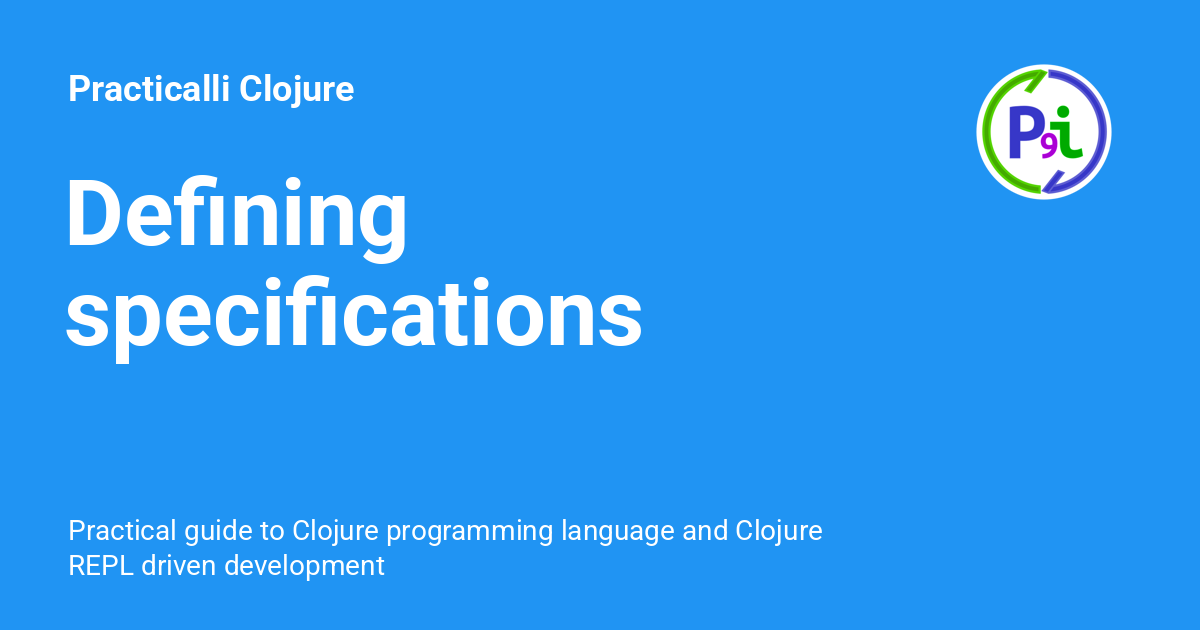 Practicalli Clojure
P9i
Defining
specifications
Practical guide to Clojure programming language and Clojure
REPL driven development